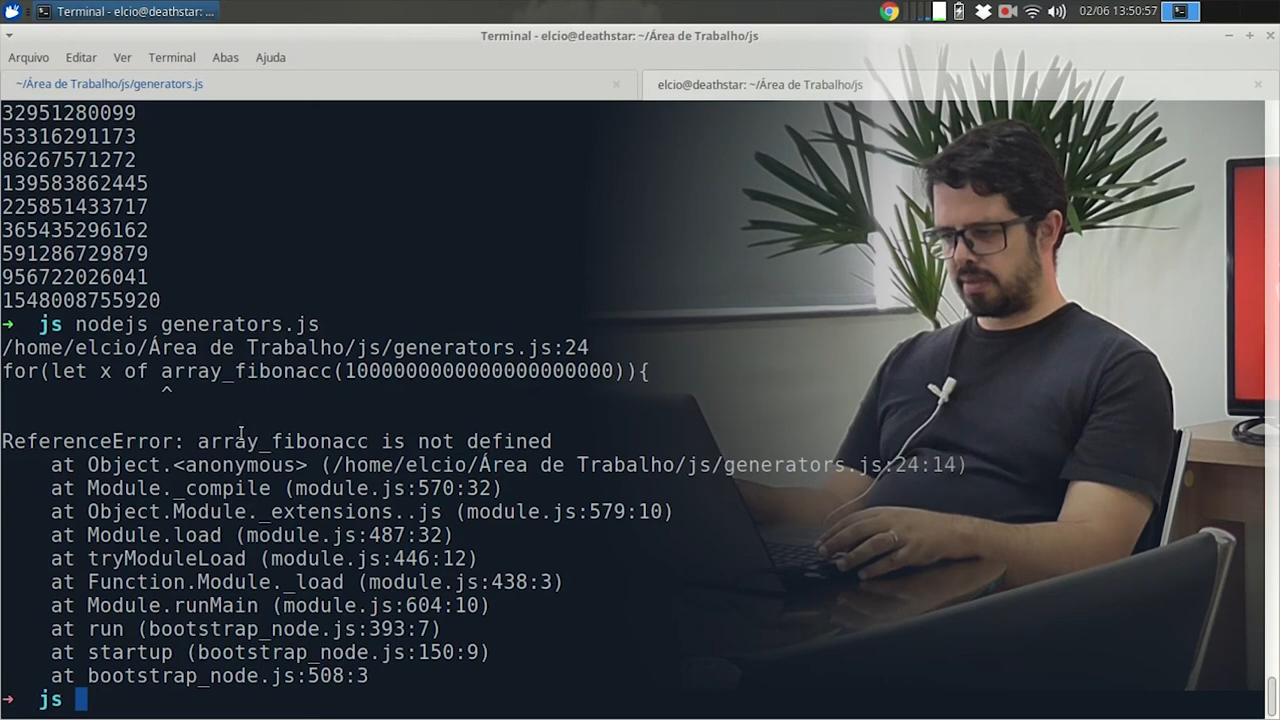 Terminal - elcio@deathstar: ...
02/06 13:50:57
Terminal - elcio@deathstar: ~/Área de Trabalho/js
Arquivo Editar Ver Terminal Abas Ajuda
~/Área de Trabalho/js/generators.js
elcio@deathstar: ~/Área de Trabalho/js
32951280099
53316291173
86267571272
139583862445
225851433717
365435296162
591286729879
956722026041
1548008755920
→ js nodejs generators.js
/home/elcio/Área de Trabalho/js/generators.js:24
for(let x of array_fibonacc(1000000000000000000000)){
^
ReferenceError: array_fibonacc is not defined
at Object.<anonymous> (/home/elcio/Área de Trabalho/js/generators.js:24:14)
at Module._compile (module.js:570:32)
at Object.Module._extensions..js (module.js:579:10)
at Module.load (module.js:487:32)
at tryModuleLoad (module.js:446:12)
at Function.Module._load (module.js:438:3)
at Module.runMain (module.js:604:10)
at run (bootstrap_node.js:393:7)
at startup (bootstrap_node.js:150:9)
at bootstrap_node.js:508:3
→ js